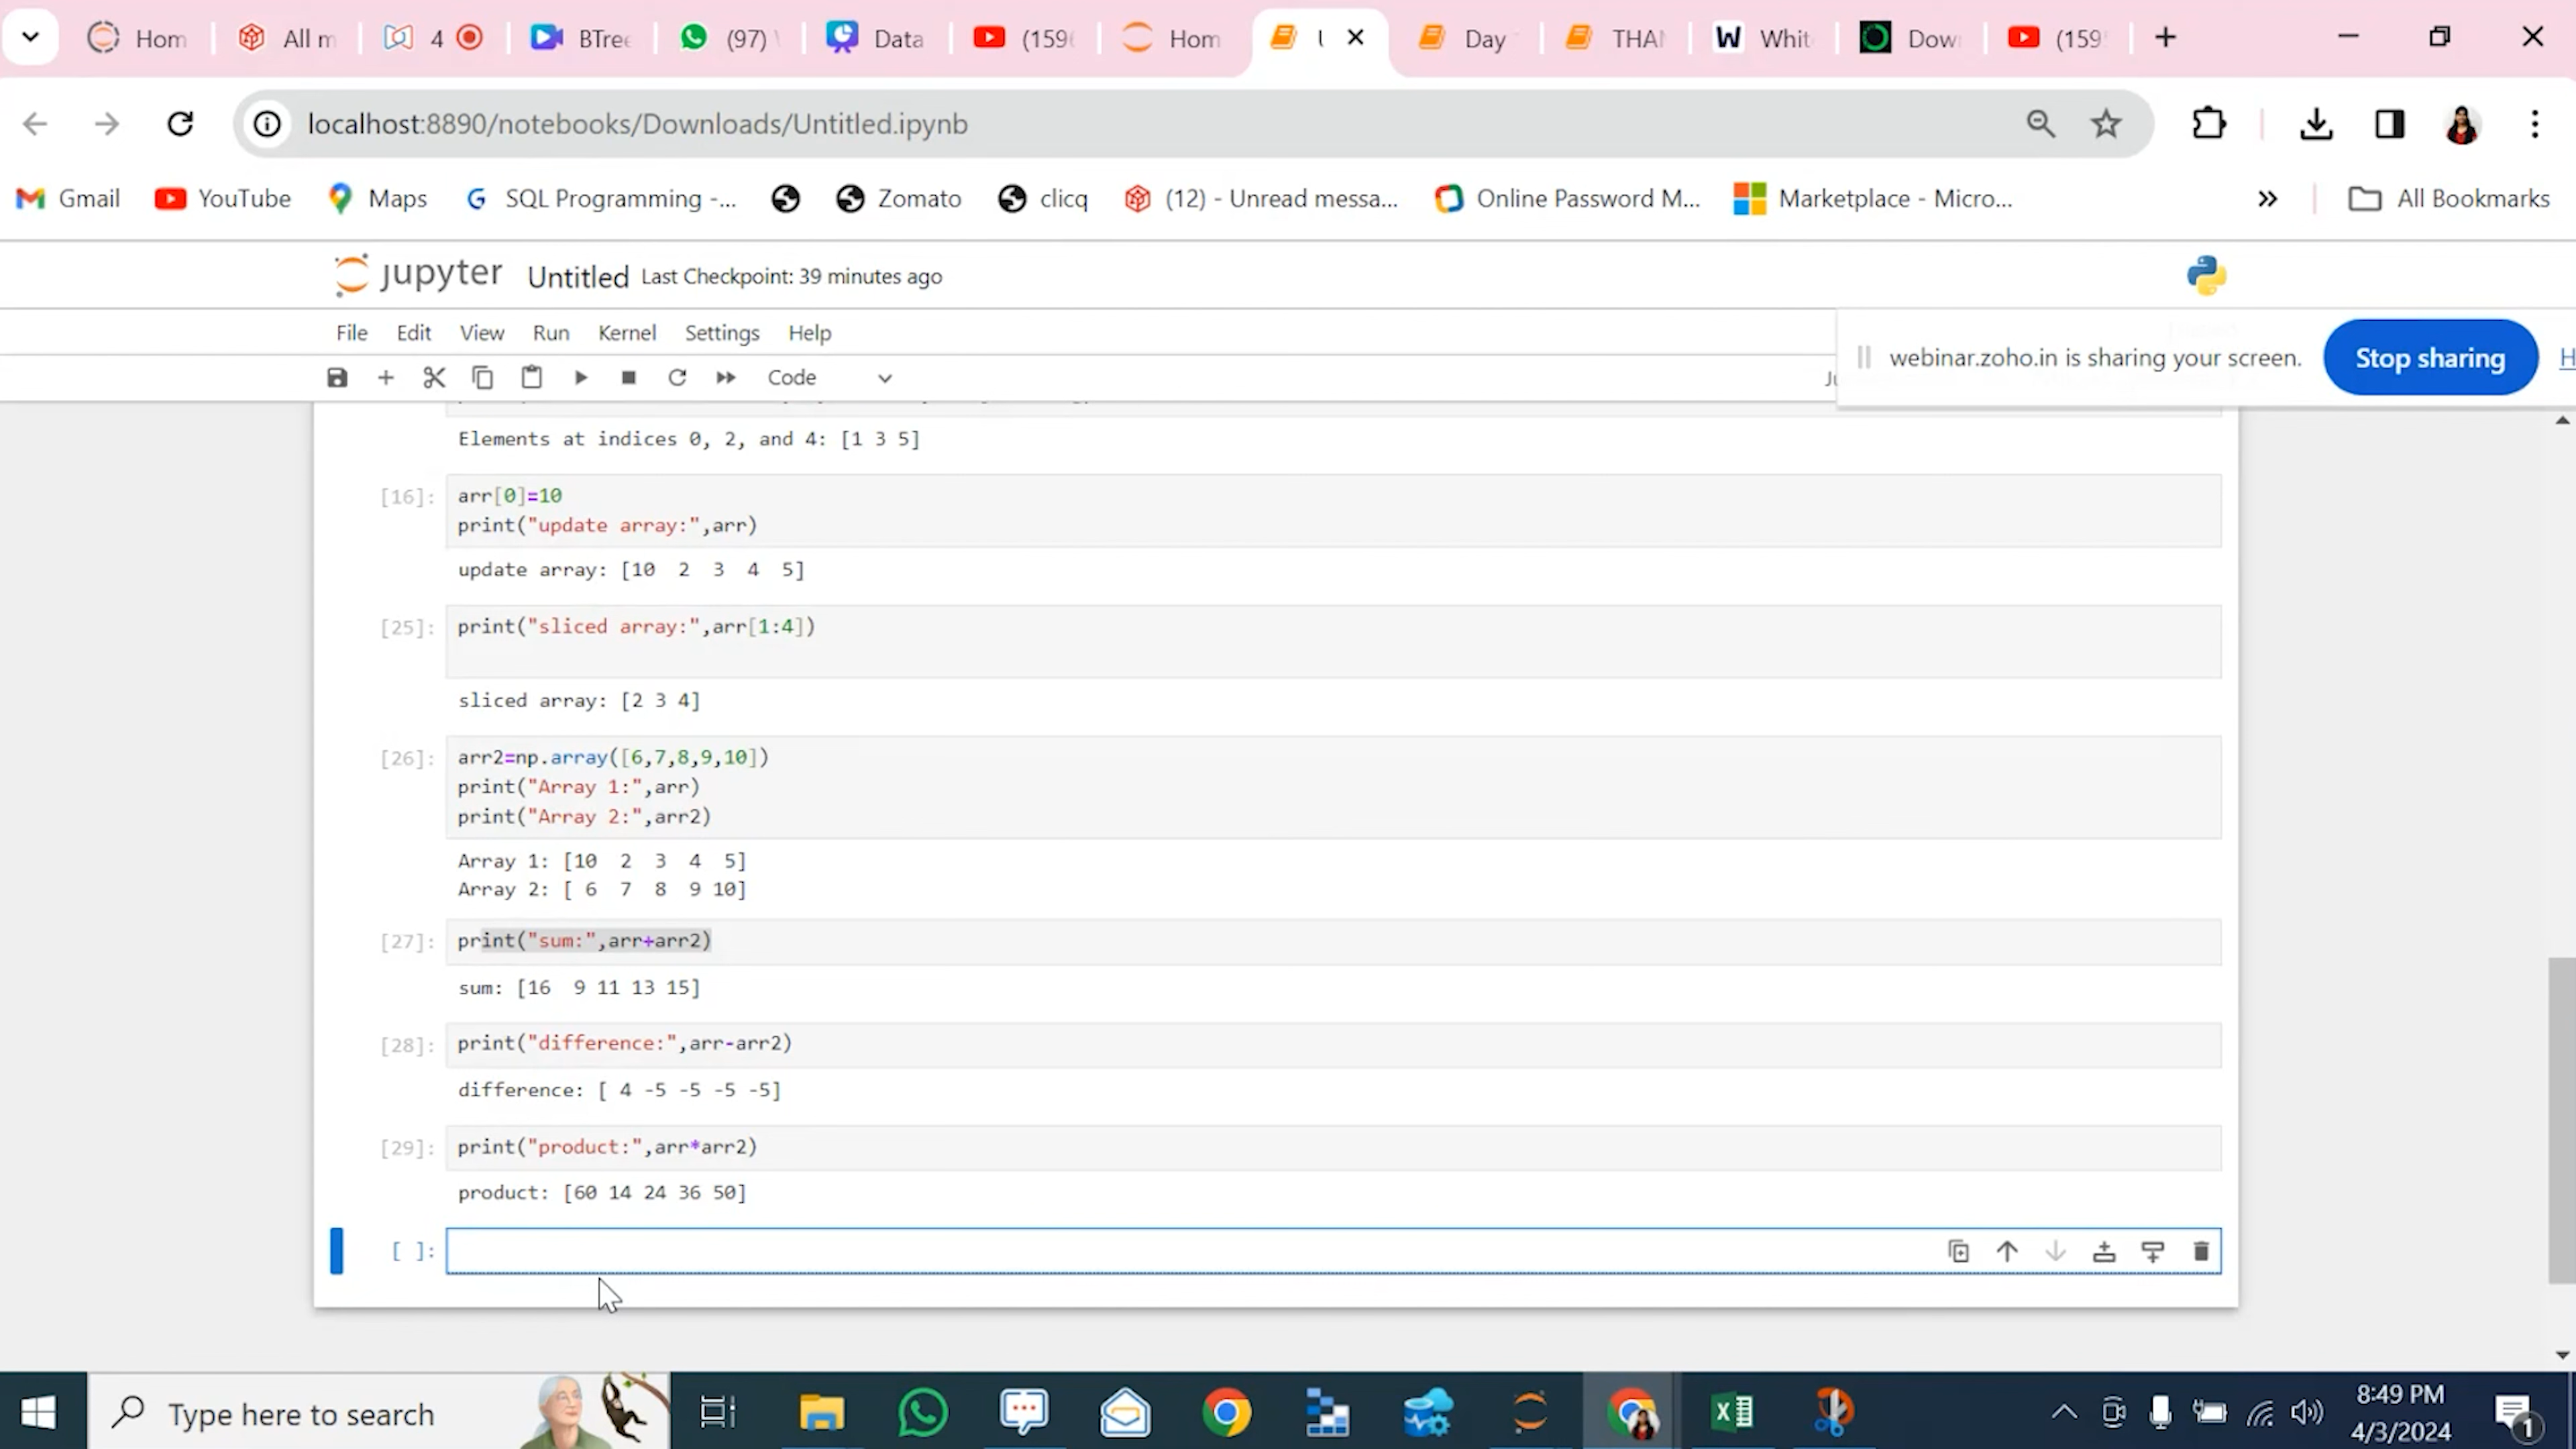 Hom
All m
4
BTree
(97)
Data
Hom
Day
THAN
W Whit
Dow
localhost:8890/notebooks/Downloads/Untitled.ipynb
Gmail YouTube Maps SQL Programming -... Zomato clicq (12) - Unread messa... Online Password M... Marketplace - Micro... » All Bookmarks
jupyter Untitled Last Checkpoint: 39 minutes ago
File Edit View Run Kernel Settings Help
webinar.zoho.in is sharing your screen. Stop sharing H
Code
Elements at indices 0, 2, and 4: [1 3 5]
[16]: arr[0]=10
print("update array:",arr)
update array: [10 2 3 4 5]
[25]: print("sliced array:",arr[1:4])
sliced array: [2 3 4]
[26]: arr2=np.array([6,7,8,9,10])
print("Array 1:",arr)
print("Array 2:",arr2)
Array 1: [10 2 3 4 5]
Array 2: [ 6 7 8 9 10]
[27]: print("sum:",arr+arr2)
sum: [16 9 11 13 15]
[28]: print("difference:",arr-arr2)
difference: [ 4 -5 -5 -5 -5]
[29]: print("product:",arr*arr2)
product: [60 14 24 36 50]
[ ]:
Type here to search
8:49 PM
4/3/2024
1